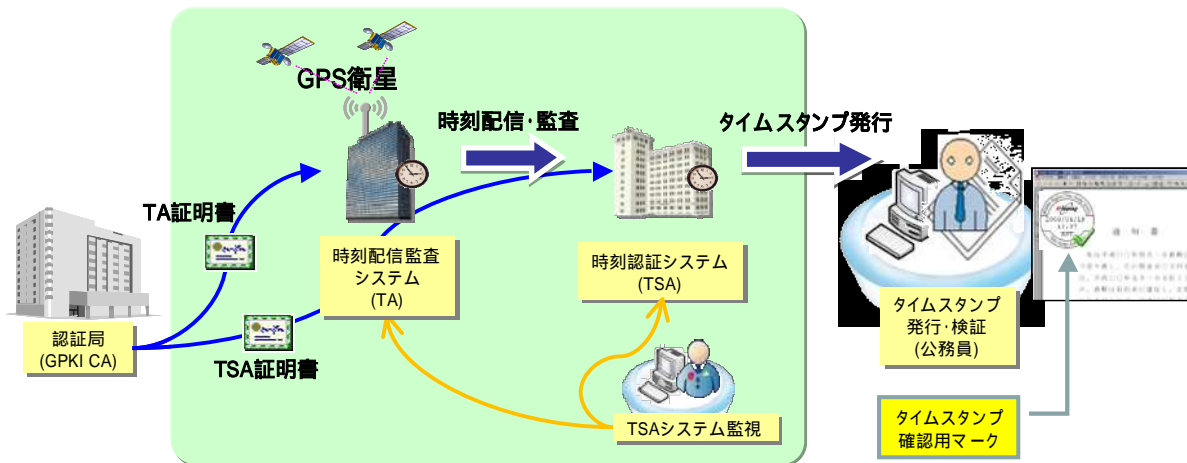 GPS衛星
時刻配信・監査
タイムスタンプ発行
TA証明書
時刻配信監査
システム
(TA)
時刻認証システム
(TSA)
タイムスタンプ
発行・検証
(公務員)
認証局
(GPKI CA)
TSA証明書
TSAシステム監視
タイムスタンプ
確認用マーク